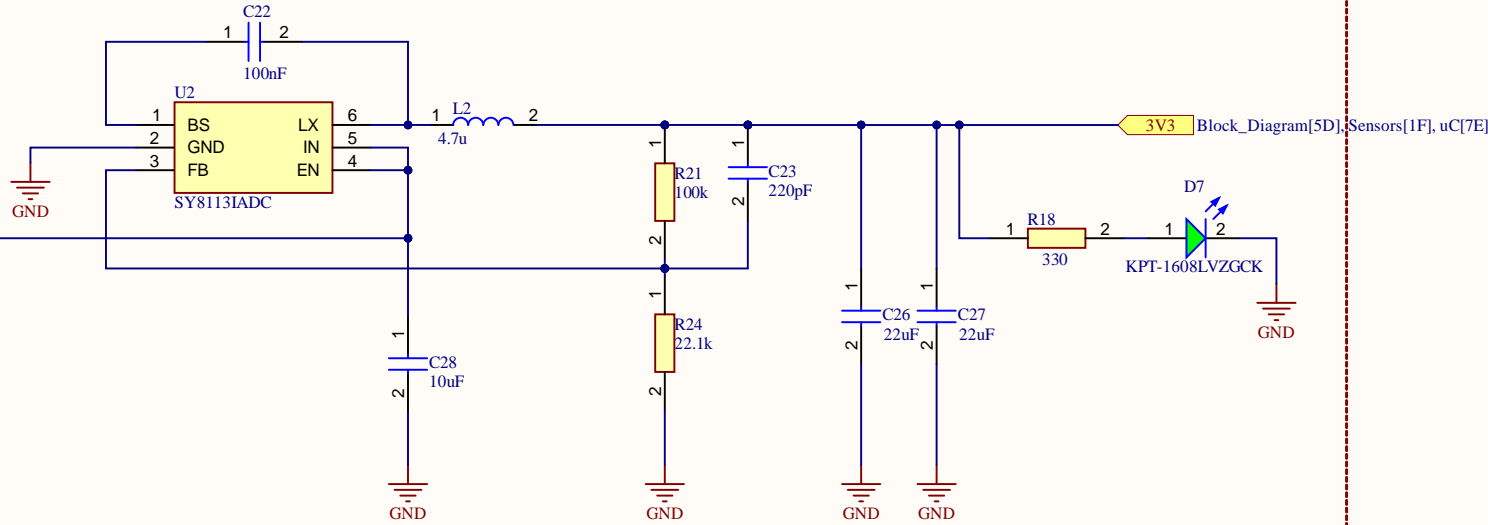 C22
1 2
100nF
U2
1 BS LX 6
2 GND IN 5
3 FB EN 4
SY8113IADC
GND
1 L2 2
4.7u
3V3 Block_Diagram[5D], Sensors[1F], uC[7E]
1
R21
100k
2
1
C23
220pF
2
D7
1 R18 2
330
1 2
KPT-1608LVZGCK
GND
1
R24
22.1k
2
1
C26
22uF
2
1
C27
22uF
2
1
C28
10uF
2
GND
GND
GND
GND